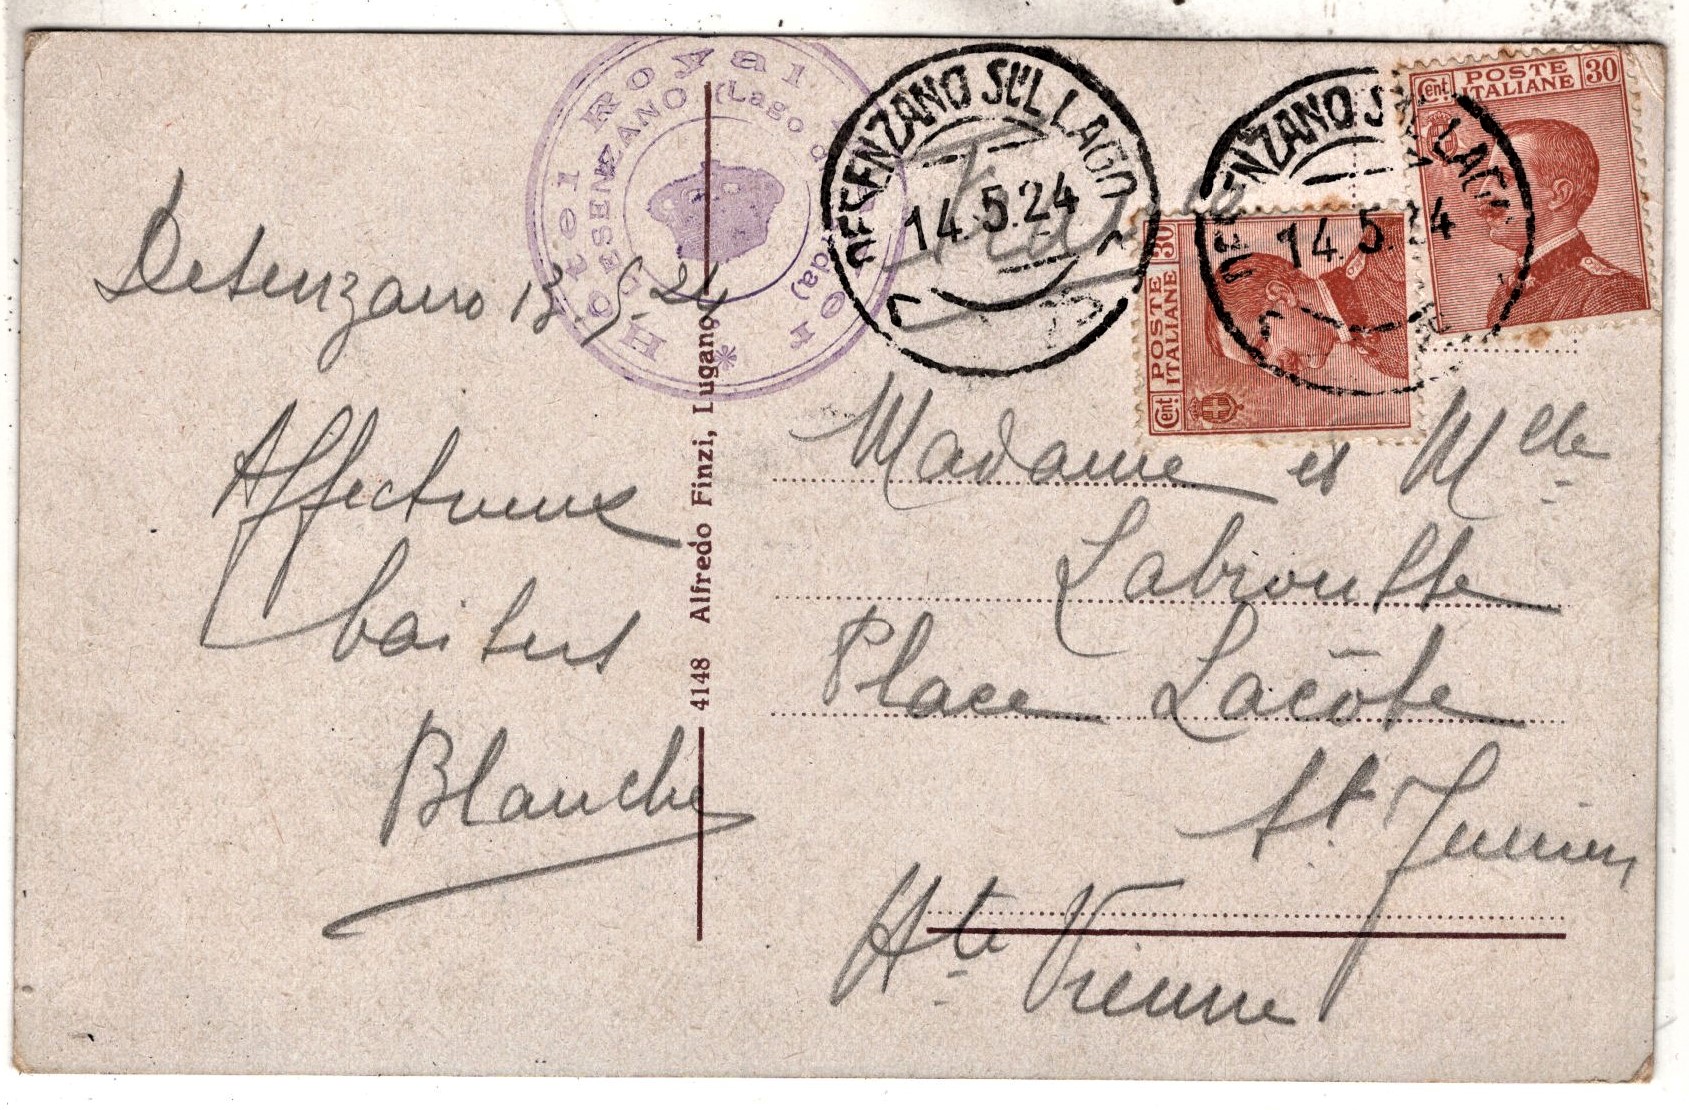 Desenzano 13.5.24
Affectueux
baisers
Blanche
Hotel Royal Mayer
DESENZANO (Lago di Garda)
4148 Alfredo Finzi, Lugano
DESENZANO SUL LAGO
14.5.24
DESENZANO SUL LAGO
14.5.24
POSTE ITALIANE
Cent. 30
POSTE ITALIANE
Cent. 30
Madame et Mlle
Labrousse
Place Lacôte
St Junien
Hte Vienne